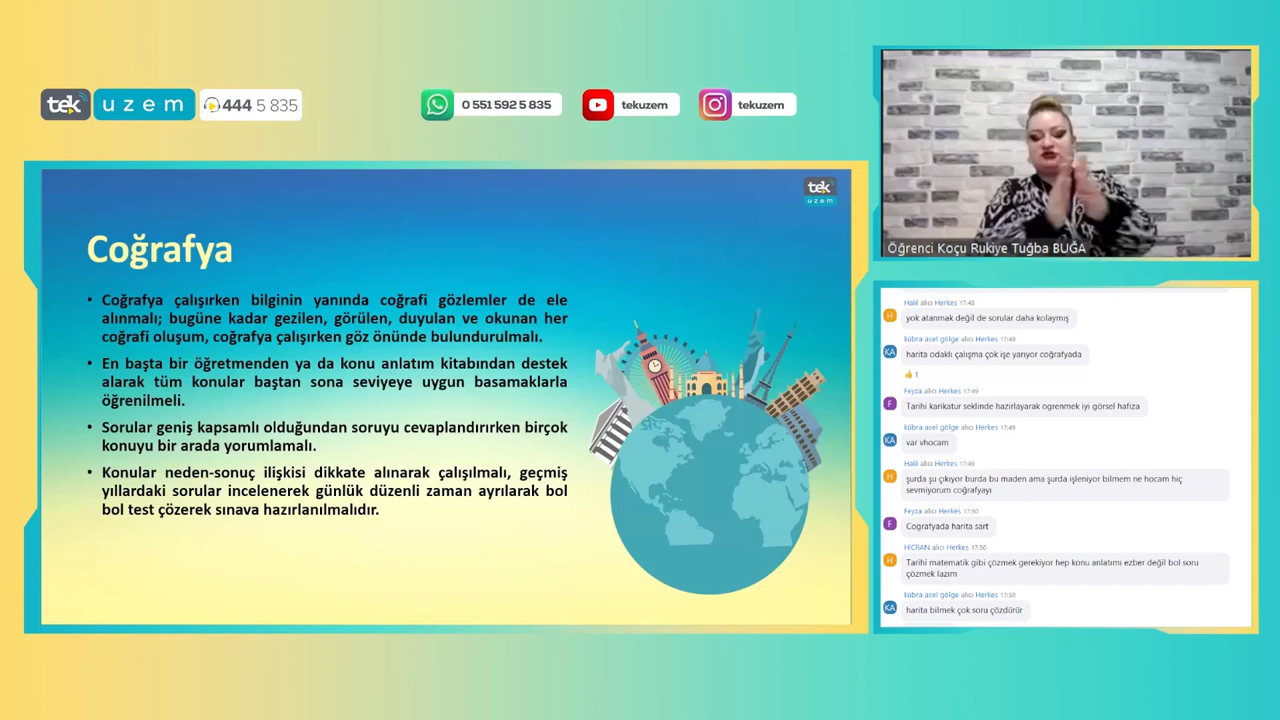 tek uzem 444 5 835
0 551 592 5 835
tekuzem
tekuzem
tek
uzem
Coğrafya
• Coğrafya çalışırken bilginin yanında coğrafi gözlemler de ele
alınmalı; bugüne kadar gezilen, görülen, duyulan ve okunan her
coğrafi oluşum, coğrafya çalışırken göz önünde bulundurulmalı.
• En başta bir öğretmenden ya da konu anlatım kitabından destek
alarak tüm konular baştan sona seviyeye uygun basamaklarla
öğrenilmeli.
• Sorular geniş kapsamlı olduğundan soruyu cevaplandırırken birçok
konuyu bir arada yorumlamalı.
• Konular neden-sonuç ilişkisi dikkate alınarak çalışılmalı, geçmiş
yıllardaki sorular incelenerek günlük düzenli zaman ayrılarak bol
bol test çözerek sınava hazırlanılmalıdır.
Öğrenci Koçu Rukiye Tuğba BUĞA
Halil alıcı Herkes 17:48
H
yok atanmak değil de sorular daha kolaymış
kübra asel gölge alıcı Herkes 17:49
KA
harita odaklı çalışma çok işe yarıyor coğrafyada
1
Feyza alıcı Herkes 17:49
F
Tarihi karikatur seklinde hazirlayarak ogrenmek iyi görsel hafiza
kübra asel gölge alıcı Herkes 17:49
KA
var vhocam
Halil alıcı Herkes 17:49
H
şurda şu çıkıyor burda bu maden ama şurda işleniyor bilmem ne hocam hiç
sevmiyorum coğrafyayı
Feyza alıcı Herkes 17:50
F
Cografyada harita sart
HİCRAN alıcı Herkes 17:50
H
Tarihi matematik gibi çözmek gerekiyor hep konu anlatımı ezber değil bol soru
çözmek lazım
kübra asel gölge alıcı Herkes 17:50
KA
harita bilmek çok soru çözdürür